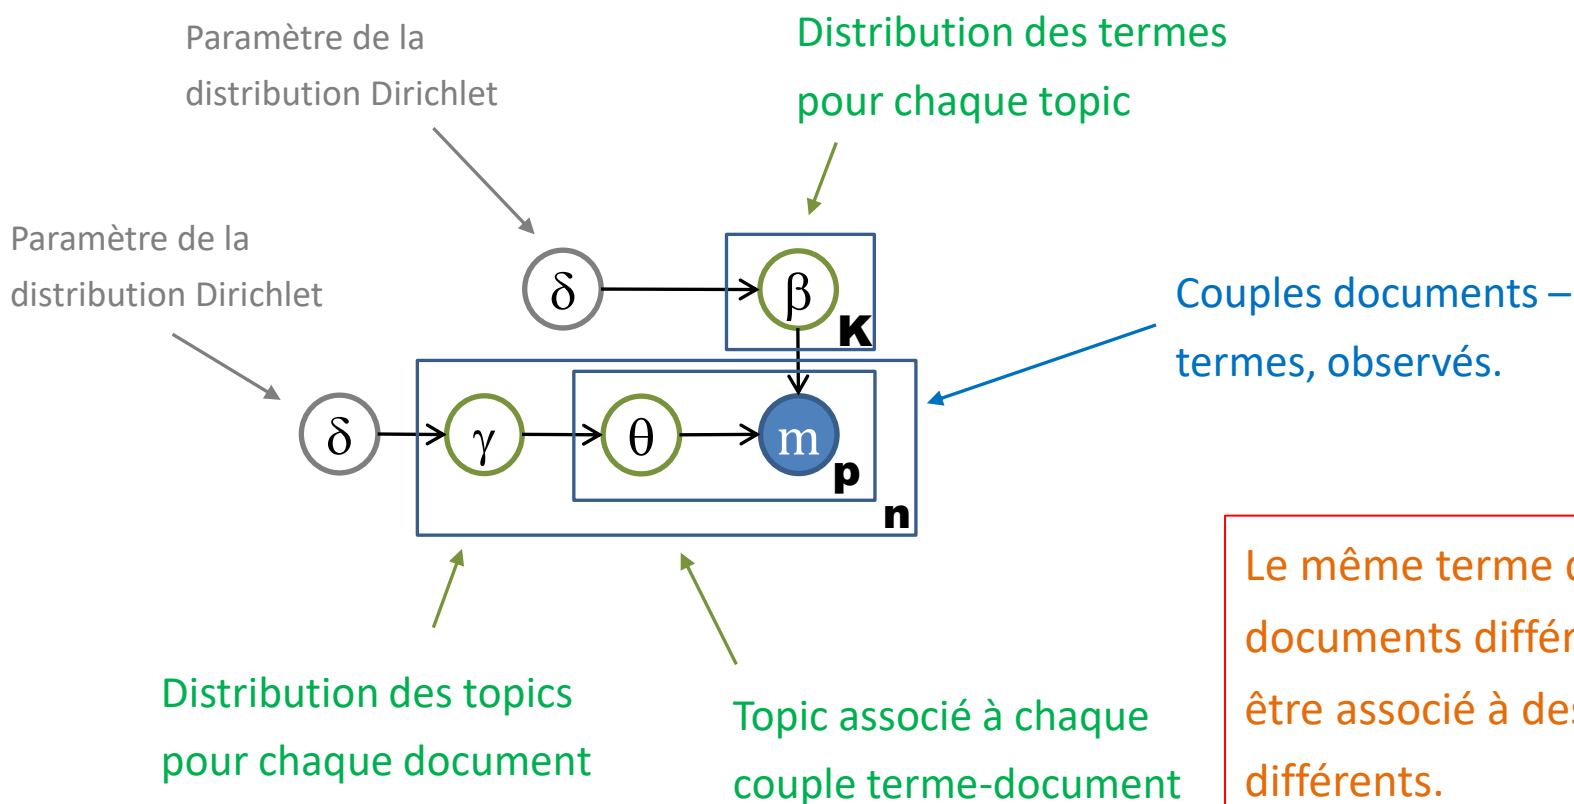 Paramètre de la
distribution Dirichlet
Distribution des termes
pour chaque topic
Paramètre de la
distribution Dirichlet
δ
β
K
Couples documents –
termes, observés.
δ
γ
θ
m
p
n
Distribution des topics
pour chaque document
Topic associé à chaque
couple terme-document
Le même terme
documents
être associé à
différents.